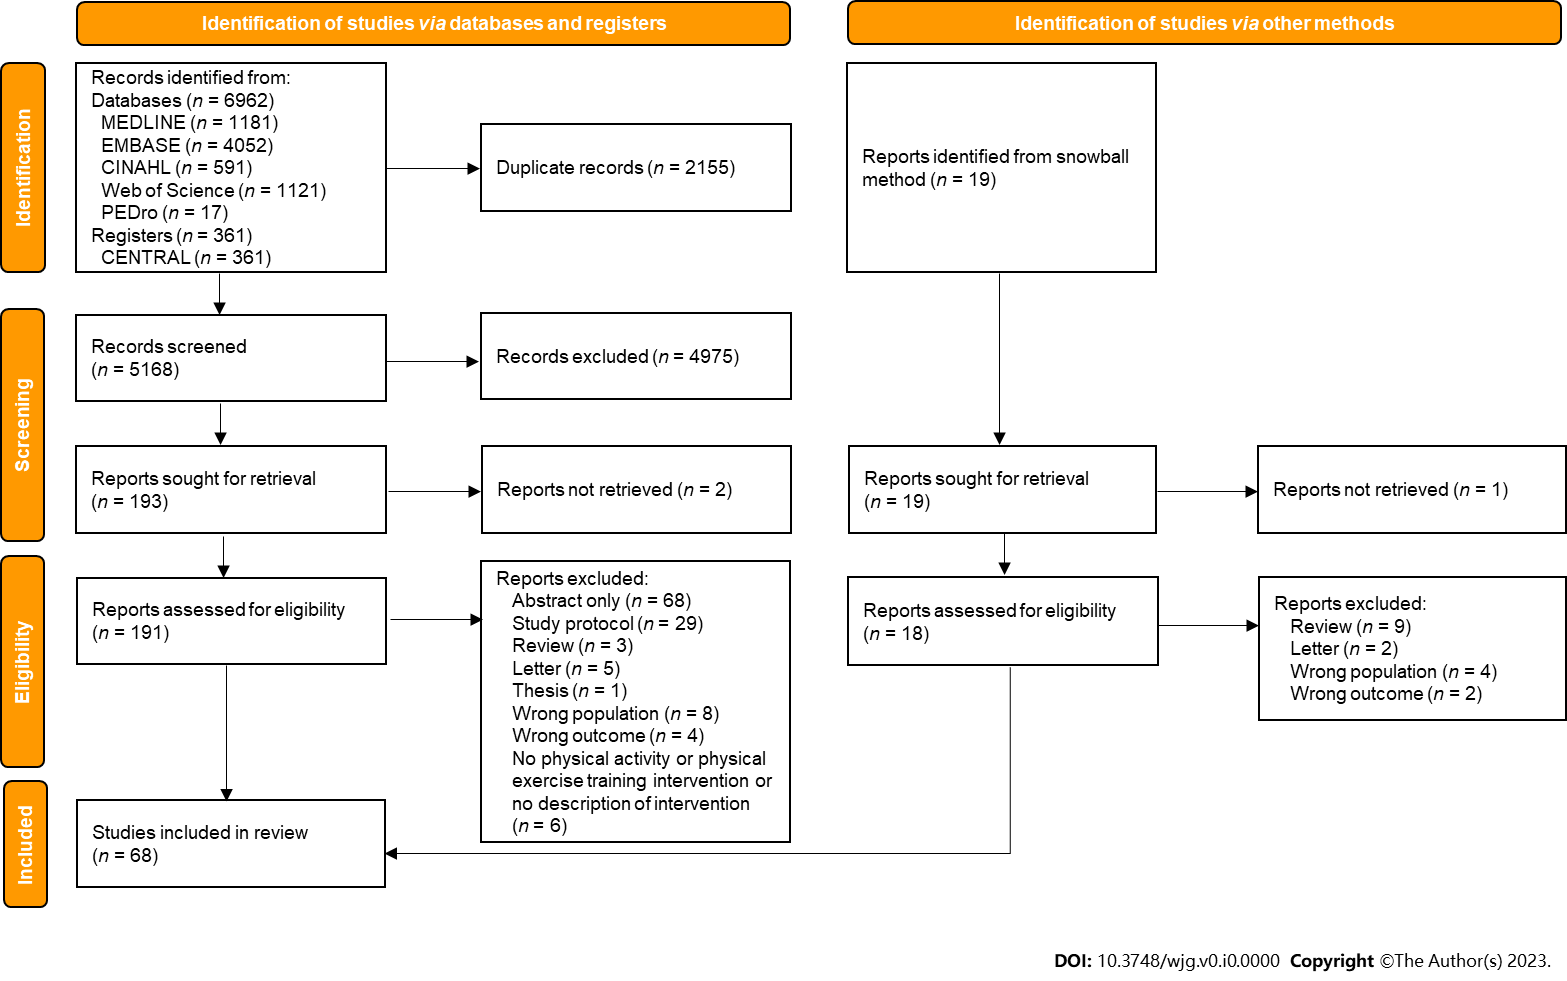 Identification of studies via databases and registers
Identification of studies via other methods
Identification
Records identified from:
Databases (n = 6962)
MEDLINE (n = 1181)
EMBASE (n = 4052)
CINAHL (n = 591)
Web of Science (n = 1121)
PEDro (n = 17)
Registers (n = 361)
CENTRAL (n = 361)
Duplicate records (n = 2155)
Reports identified from snowball
method (n = 19)
Screening
Records screened
(n = 5168)
Records excluded (n = 4975)
Reports sought for retrieval
(n = 193)
Reports not retrieved (n = 2)
Reports sought for retrieval
(n = 19)
Reports not retrieved (n = 1)
Eligibility
Reports assessed for eligibility
(n = 191)
Reports excluded:
Abstract only (n = 68)
Study protocol (n = 29)
Review (n = 3)
Letter (n = 5)
Thesis (n = 1)
Wrong population (n = 8)
Wrong outcome (n = 4)
No physical activity or physical
exercise training intervention or
no description of intervention
(n = 6)
Reports assessed for eligibility
(n = 18)
Reports excluded:
Review (n = 9)
Letter (n = 2)
Wrong population (n = 4)
Wrong outcome (n = 2)
Included
Studies included in review
(n = 68)
DOI: 10.3748/wjg.v0.i0.0000 Copyright ©The Author(s) 2023.